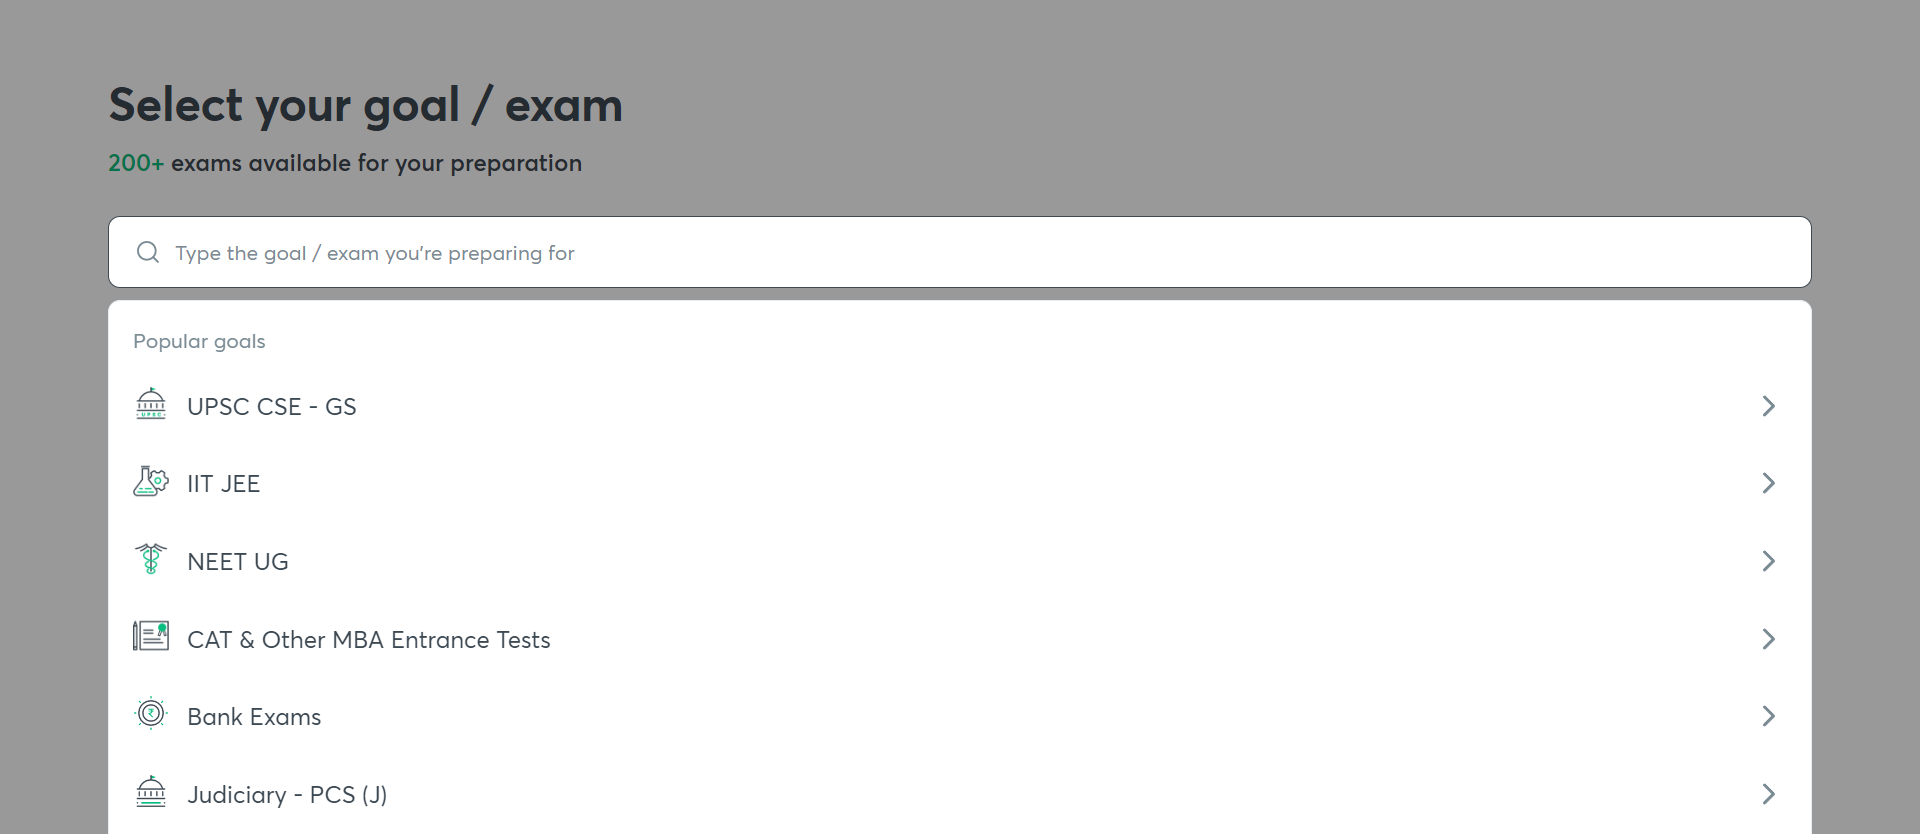 Select your goal / exam
200+ exams available for your preparation
Type the goal / exam you're preparing for
Popular goals
UPSC CSE - GS
IIT JEE
NEET UG
CAT & Other MBA Entrance Tests
Bank Exams
Judiciary - PCS (J)